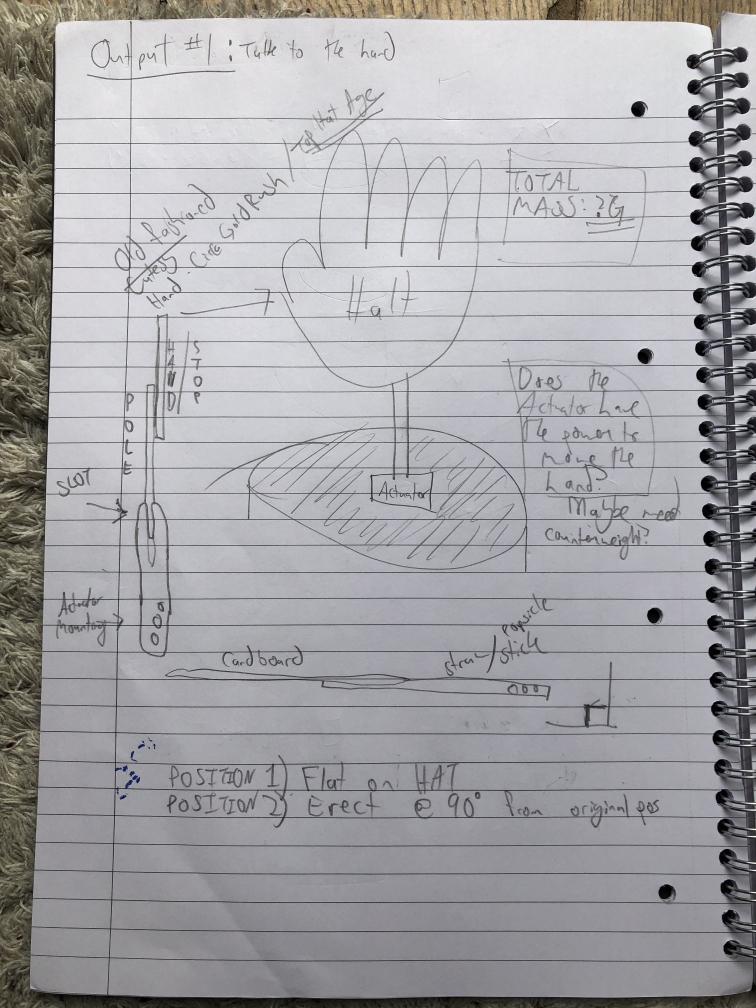 Output #1: Talk to the hand
Old Fashioned
Cutesy
Hand. Circa Gold Rush / Top Hat Age
TOTAL
MASS: ?G
Halt
HAND / STOP
POLE
SLOT
Does the
Actuator have
the power to
move the
hand?
Maybe need
counterweight?
Actuator
Actuator
Mounting
Cardboard
straw/popsicle
stick
POSITION 1) Flat on HAT
POSITION 2) Erect @ 90° from original pos